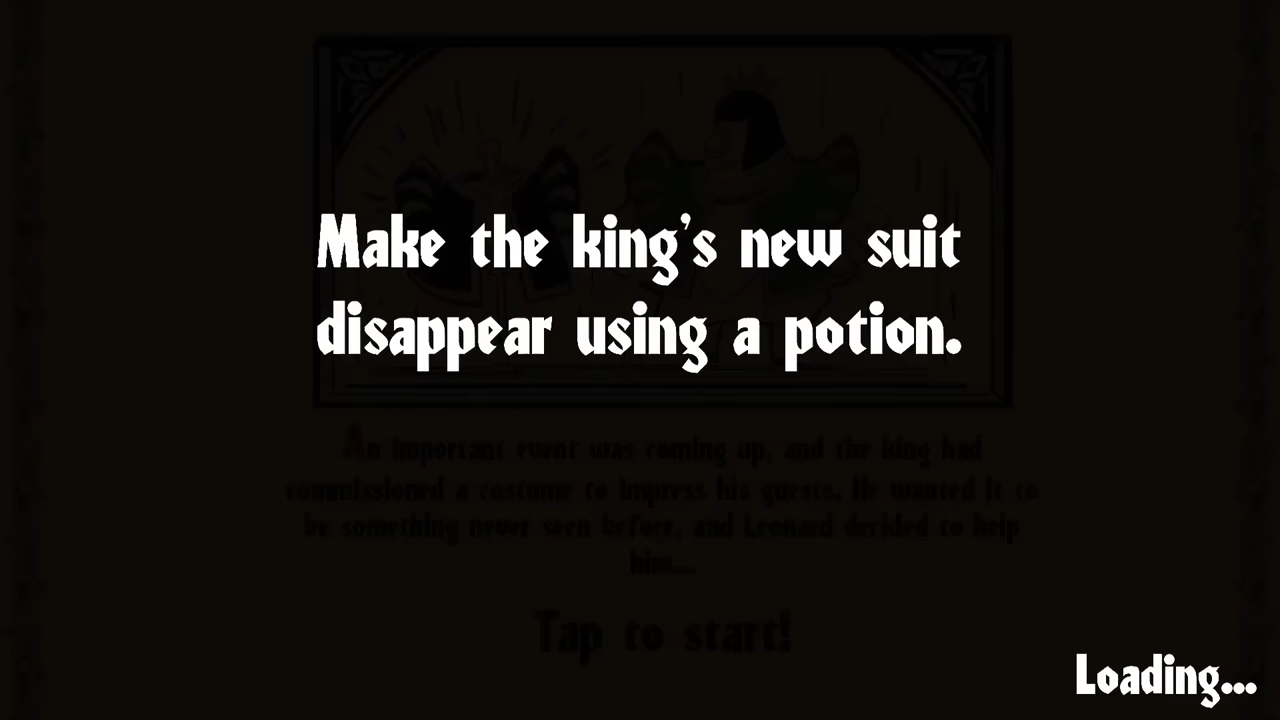 Make the king's new suit
disappear using a potion.
An important event was coming up, and the king had
commissioned a costume to impress his guests. He wanted it to
be something never seen before, and Leonard decided to help
him...
Tap to start!
Loading...